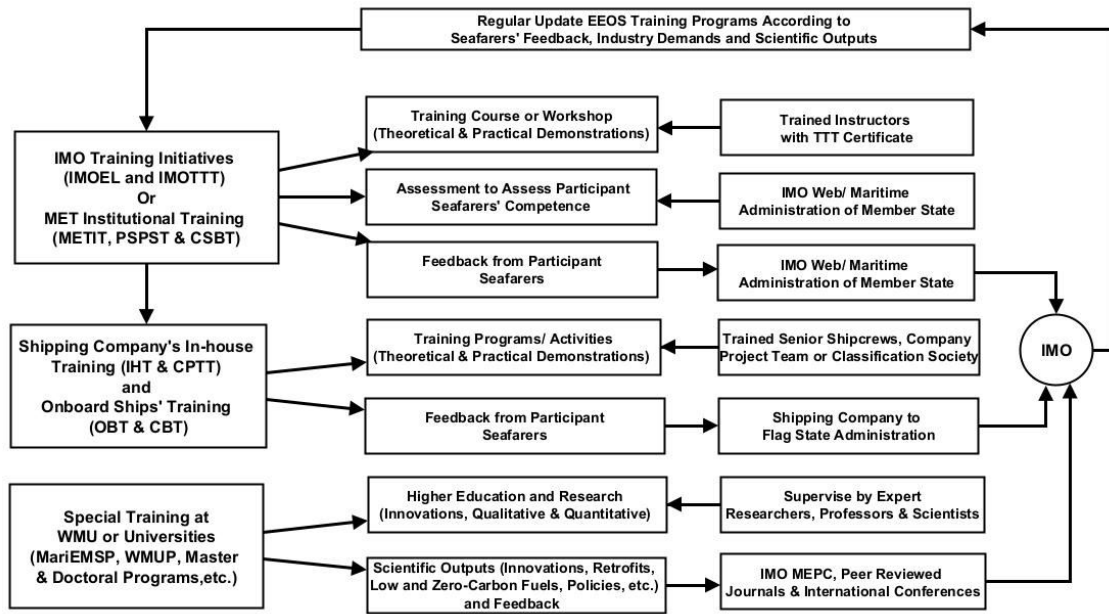 Regular Update EEOS Training Programs According to
Seafarers' Feedback, Industry Demands and Scientific Outputs
IMO Training Initiatives
(IMOEL and IMOTTT)
Or
MET Institutional Training
(METIT, PSPST & CSBT)
Training Course or Workshop
(Theoretical & Practical Demonstrations)
Trained Instructors
with TTT Certificate
Assessment to Assess Participant
Seafarers' Competence
IMO Web/ Maritime
Administration of Member State
Feedback from Participant
Seafarers
IMO Web/ Maritime
Administration of Member State
Shipping Company's In-house
Training (IHT & CPTT)
and
Onboard Ships' Training
(OBT & CBT)
Training Programs/ Activities
(Theoretical & Practical Demonstrations)
Trained Senior Shipcrews, Company
Project Team or Classification Society
IMO
Feedback from Participant
Seafarers
Shipping Company to
Flag State Administration
Special Training at
WMU or Universities
(MariEMSP, WMUP, Master
& Doctoral Programs,etc.)
Higher Education and Research
(Innovations, Qualitative & Quantitative)
Supervise by Expert
Researchers, Professors & Scientists
Scientific Outputs (Innovations, Retrofits,
Low and Zero-Carbon Fuels, Policies, etc.)
and Feedback
IMO MEPC, Peer Reviewed
Journals & International Conferences